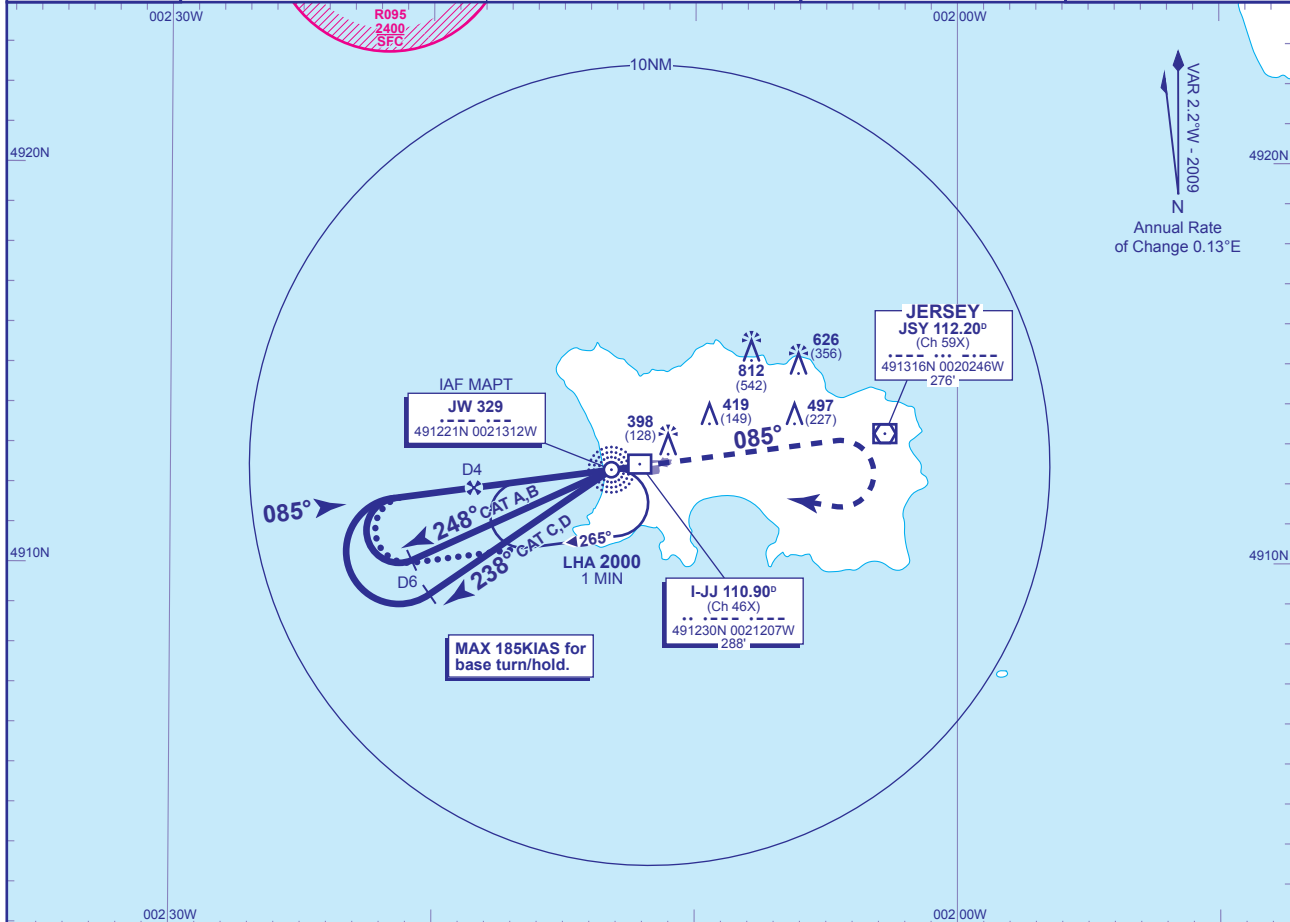 002 30W
002 00W
R095
2400
SFC
10NM
VAR 2.2°W - 2009
N
Annual Rate
of Change 0.13°E
4920N
4920N
JERSEY
JSY 112.20ᴰ
(Ch 59X)
·--- ··· -·--
491316N 0020246W
276'
626
(356)
812
(542)
419
(149)
497
(227)
398
(128)
IAF MAPT
JW 329
·--- ·--
491221N 0021312W
085°
D4
085°
248° CAT A,B
238° CAT C,D
265°
LHA 2000
1 MIN
D6
4910N
4910N
I-JJ 110.90ᴰ
(Ch 46X)
·· ·--- ·---
491230N 0021207W
288'
MAX 185KIAS for
base turn/hold.
002 30W
002 00W